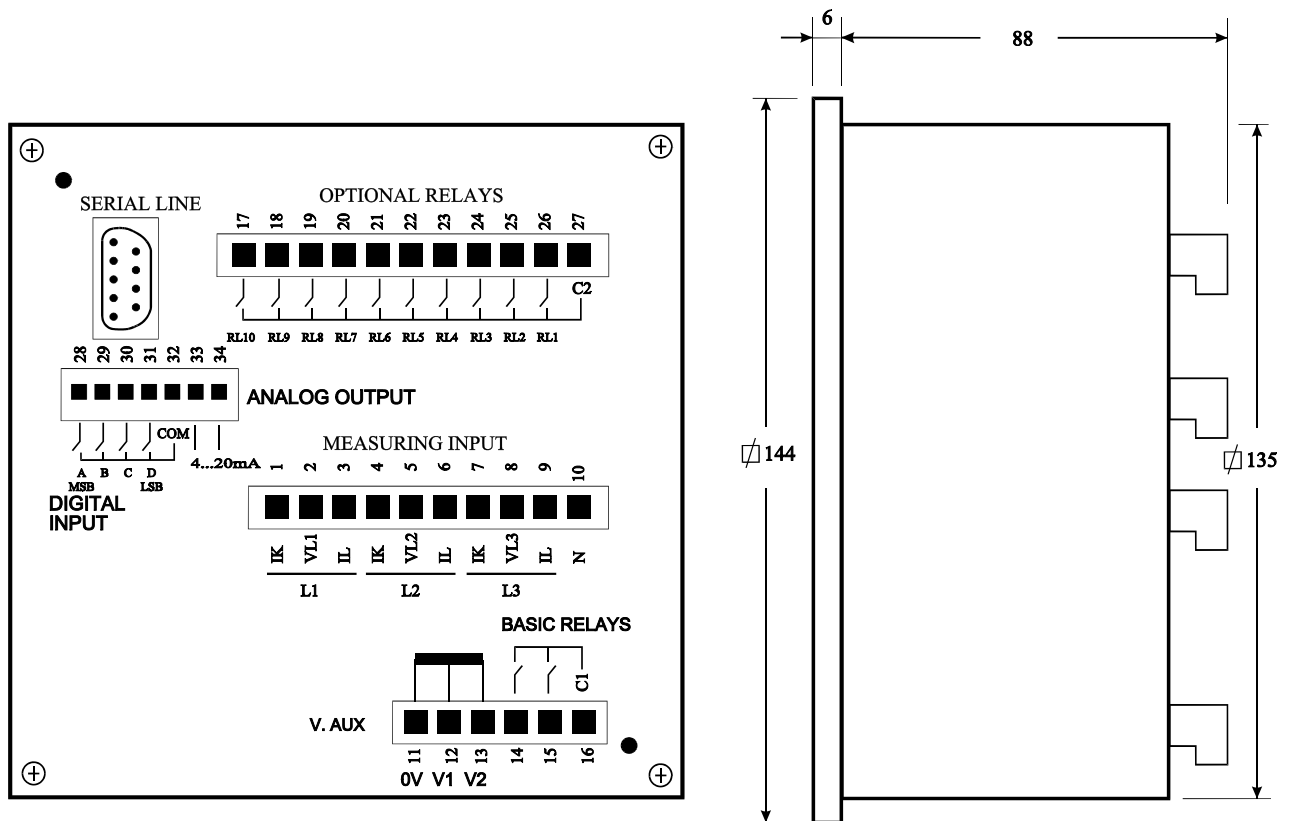 6
88
SERIAL LINE
OPTIONAL RELAYS
17 18 19 20 21 22 23 24 25 26 27
C2
RL10 RL9 RL8 RL7 RL6 RL5 RL4 RL3 RL2 RL1
28 29 30 31 32 33 34
ANALOG OUTPUT
COM
4...20mA
A B C D
MSB LSB
DIGITAL
INPUT
MEASURING INPUT
1 2 3 4 5 6 7 8 9 10
IK VL1 IL IK VL2 IL IK VL3 IL N
L1 L2 L3
144
135
BASIC RELAYS
C1
V. AUX
11 12 13 14 15 16
0V V1 V2